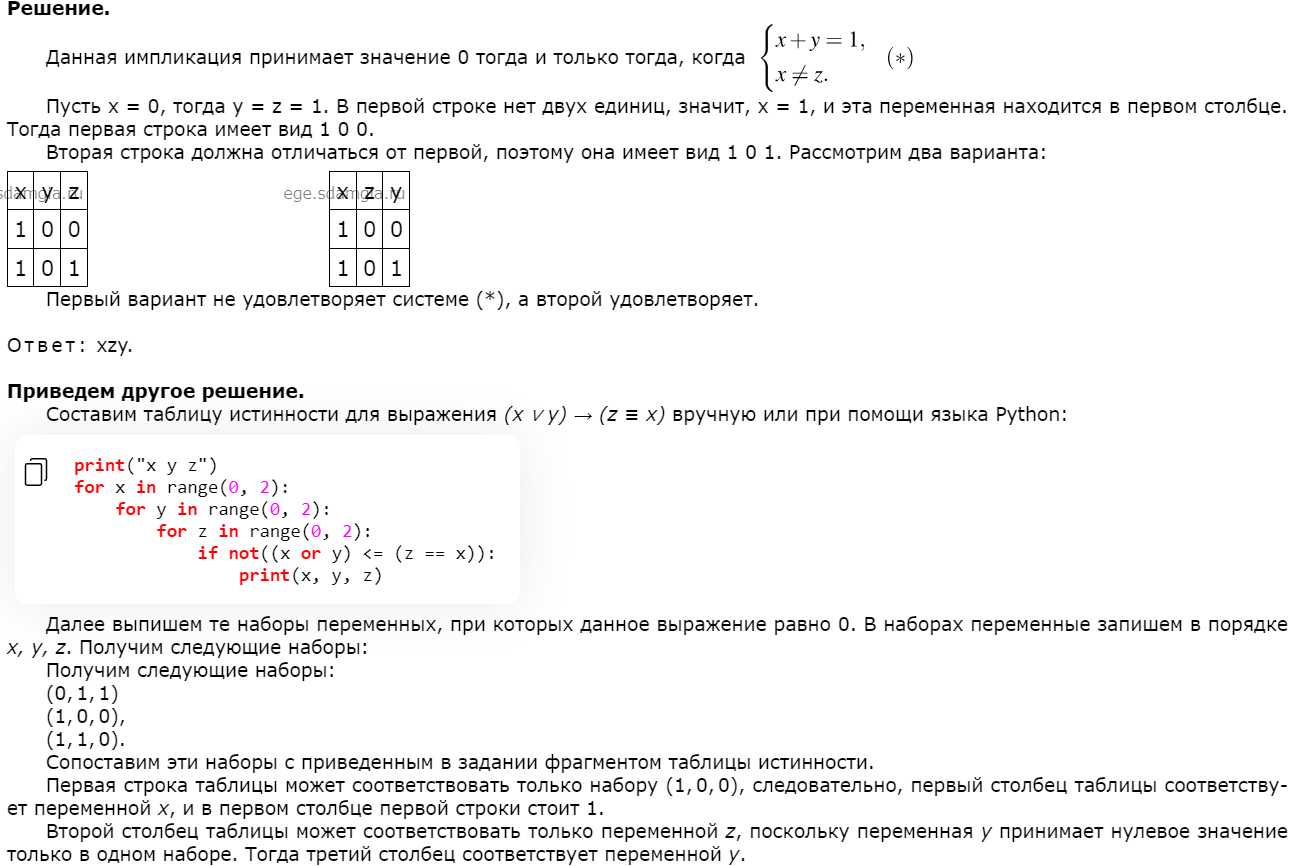 Решение.
Данная импликация принимает значение 0 тогда и только тогда, когда { x + y = 1, x ≠ z. (*)
Пусть x = 0, тогда y = z = 1. В первой строке нет двух единиц, значит, x = 1, и эта переменная находится в первом столбце.
Тогда первая строка имеет вид 1 0 0.
Вторая строка должна отличаться от первой, поэтому она имеет вид 1 0 1. Рассмотрим два варианта:
sdamgia.ru ege.sdamgia.ru
x y z
1 0 0
1 0 1
x z y
1 0 0
1 0 1
Первый вариант не удовлетворяет системе (*), а второй удовлетворяет.
Ответ: xzy.
Приведем другое решение.
Составим таблицу истинности для выражения (x ∨ y) → (z ≡ x) вручную или при помощи языка Python:
print("x y z")
for x in range(0, 2):
    for y in range(0, 2):
        for z in range(0, 2):
            if not((x or y) <= (z == x)):
                print(x, y, z)
Далее выпишем те наборы переменных, при которых данное выражение равно 0. В наборах переменные запишем в порядке
x, y, z. Получим следующие наборы:
Получим следующие наборы:
(0, 1, 1)
(1, 0, 0),
(1, 1, 0).
Сопоставим эти наборы с приведенным в задании фрагментом таблицы истинности.
Первая строка таблицы может соответствовать только набору (1, 0, 0), следовательно, первый столбец таблицы соответству-
ет переменной x, и в первом столбце первой строки стоит 1.
Второй столбец таблицы может соответствовать только переменной z, поскольку переменная y принимает нулевое значение
только в одном наборе. Тогда третий столбец соответствует переменной y.